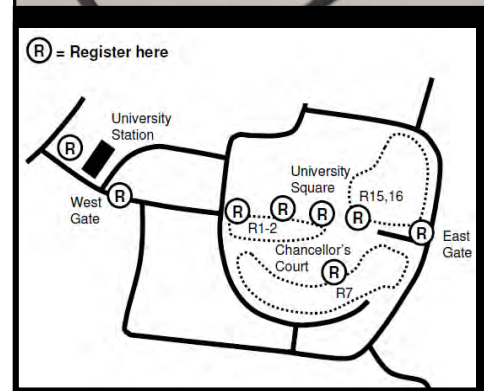 R = Register here
University
Station
R
West
Gate
R
University
Square
R15,16
R
R
R
R
R1-2
R
East
Gate
Chancellor's
Court
R
R7